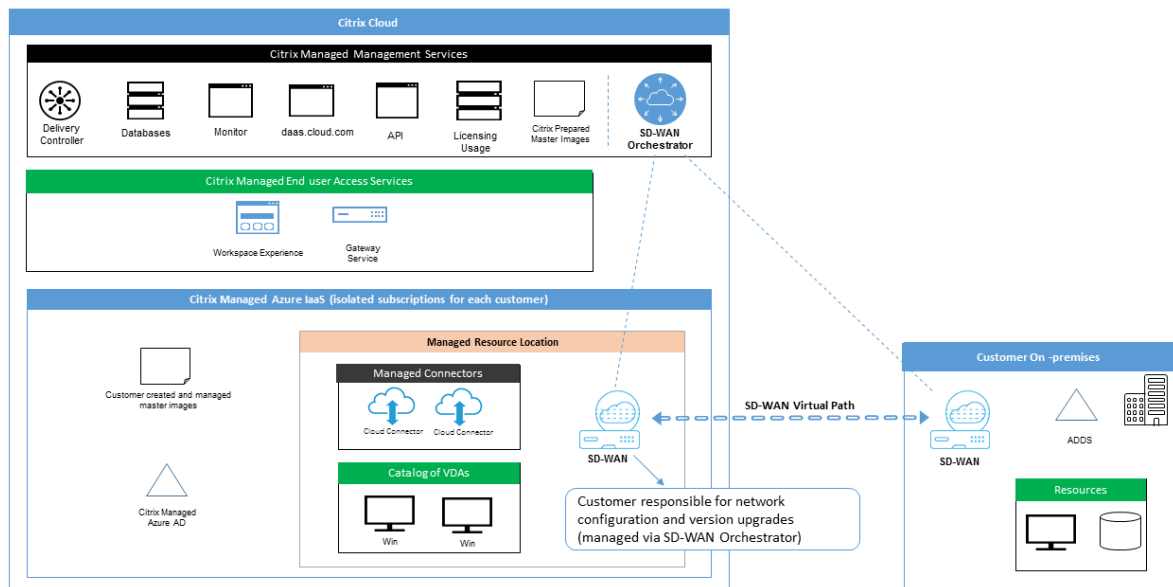 Citrix Cloud
Citrix Managed Management Services
Delivery
Controller
Databases
Monitor
daas.cloud.com
API
Licensing
Usage
Citrix Prepared
Master Images
SD-WAN
Orchestrator
Citrix Managed End user Access Services
Workspace Experience
Gateway
Service
Citrix Managed Azure IaaS (isolated subscriptions for each customer)
Customer created and managed
master images
Citrix Managed
Azure AD
Managed Resource Location
Managed Connectors
Cloud Connector
Cloud Connector
Catalog of VDAs
Win
Win
SD-WAN
Customer responsible for network
configuration and version upgrades
(managed via SD-WAN Orchestrator)
SD-WAN Virtual Path
Customer On -premises
SD-WAN
ADDS
Resources